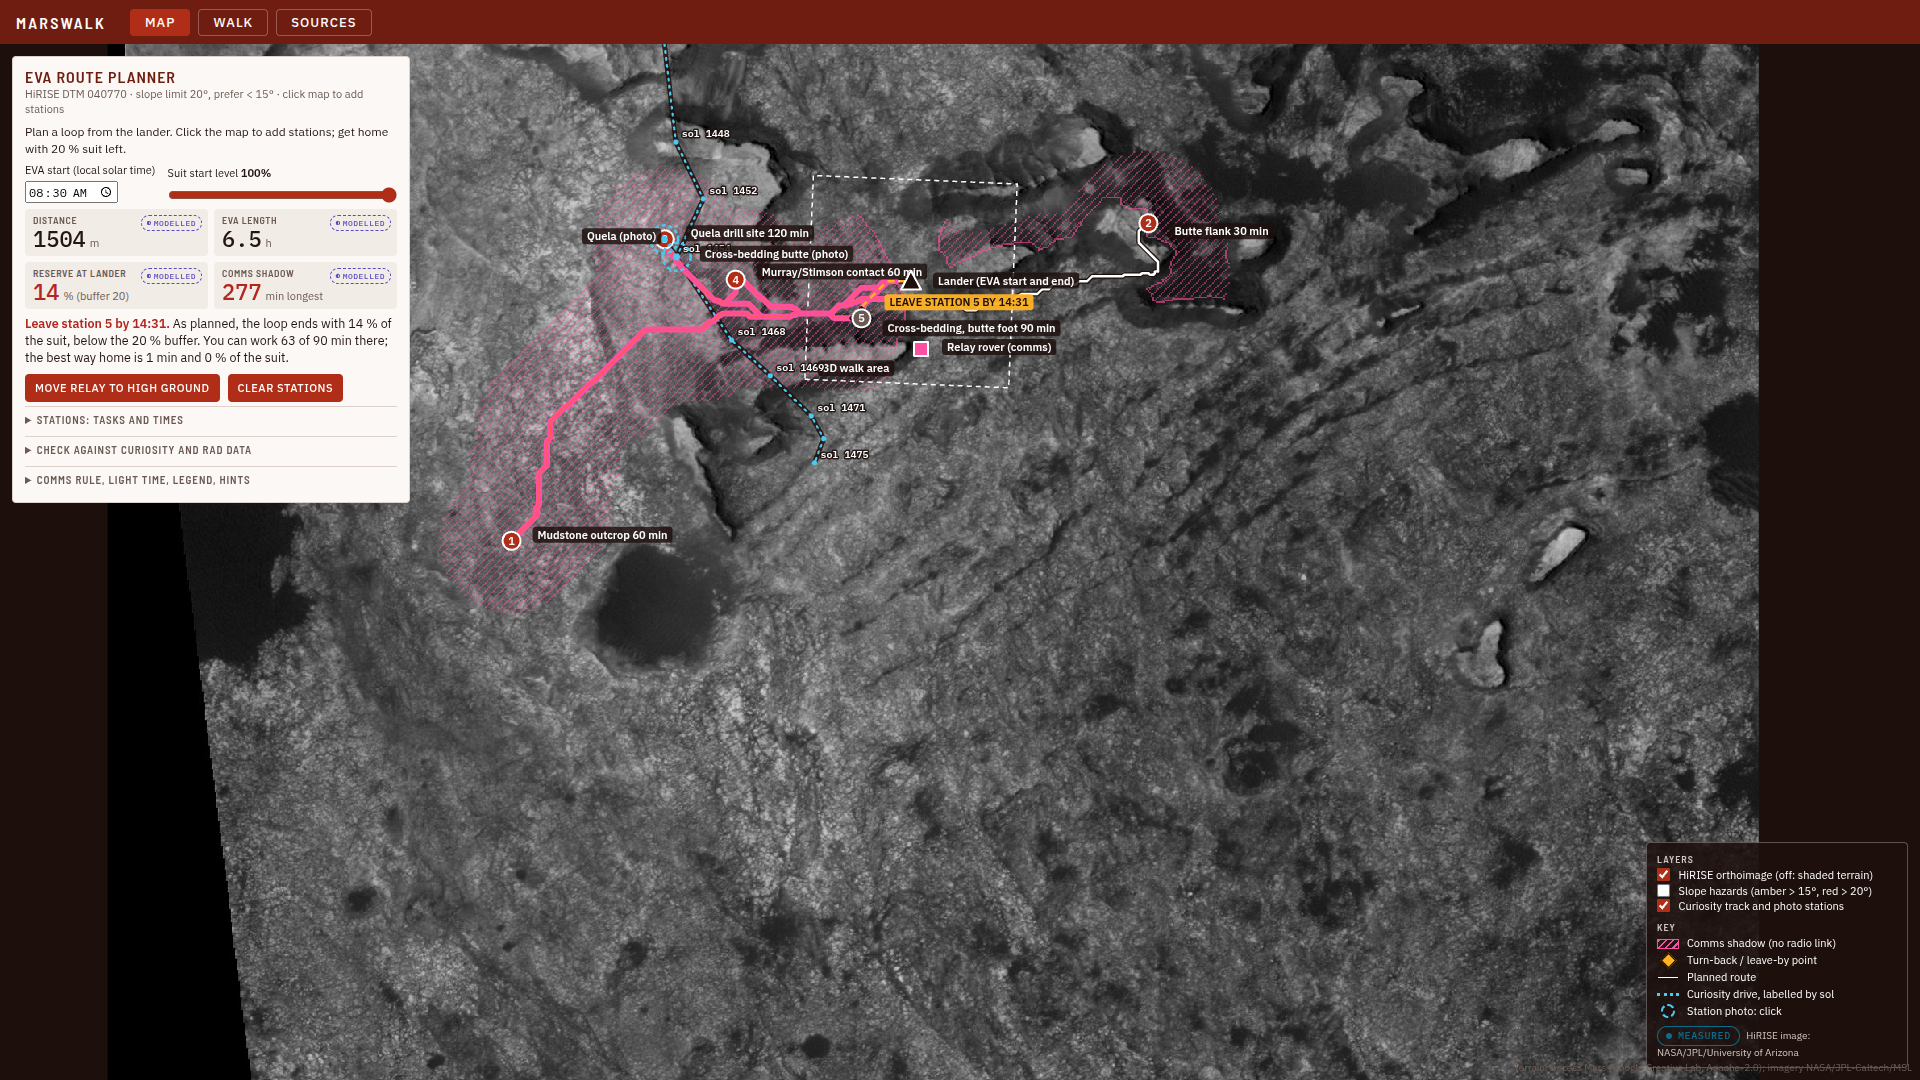 MARSWALK
MAP
WALK
SOURCES
EVA ROUTE PLANNER
HiRISE DTM 040770 · slope limit 20°, prefer < 15° · click map to add
stations
Plan a loop from the lander. Click the map to add stations; get home
with 20 % suit left.
EVA start (local solar time)
Suit start level 100%
08:30 AM
DISTANCE
MODELLED
1504 m
EVA LENGTH
MODELLED
6.5 h
RESERVE AT LANDER
MODELLED
14 % (buffer 20)
COMMS SHADOW
MODELLED
277 min longest
Leave station 5 by 14:31. As planned, the loop ends with 14 % of
the suit, below the 20 % buffer. You can work 63 of 90 min there;
the best way home is 1 min and 0 % of the suit.
MOVE RELAY TO HIGH GROUND
CLEAR STATIONS
STATIONS: TASKS AND TIMES
CHECK AGAINST CURIOSITY AND RAD DATA
COMMS RULE, LIGHT TIME, LEGEND, HINTS
sol 1448
sol 1452
2
Butte flank 30 min
Quela (photo)
Quela drill site 120 min
sol
Cross-bedding butte (photo)
4
Murray/Stimson contact 60 min
Lander (EVA start and end)
LEAVE STATION 5 BY 14:31
5
Cross-bedding, butte foot 90 min
sol 1468
Relay rover (comms)
sol 1469
3D walk area
sol 1471
sol 1475
1
Mudstone outcrop 60 min
LAYERS
HiRISE orthoimage (off: shaded terrain)
Slope hazards (amber > 15°, red > 20°)
Curiosity track and photo stations
KEY
Comms shadow (no radio link)
Turn-back / leave-by point
Planned route
Curiosity drive, labelled by sol
Station photo: click
MEASURED HiRISE image:
NASA/JPL/University of Arizona
imagery NASA/JPL-Caltech/MSL